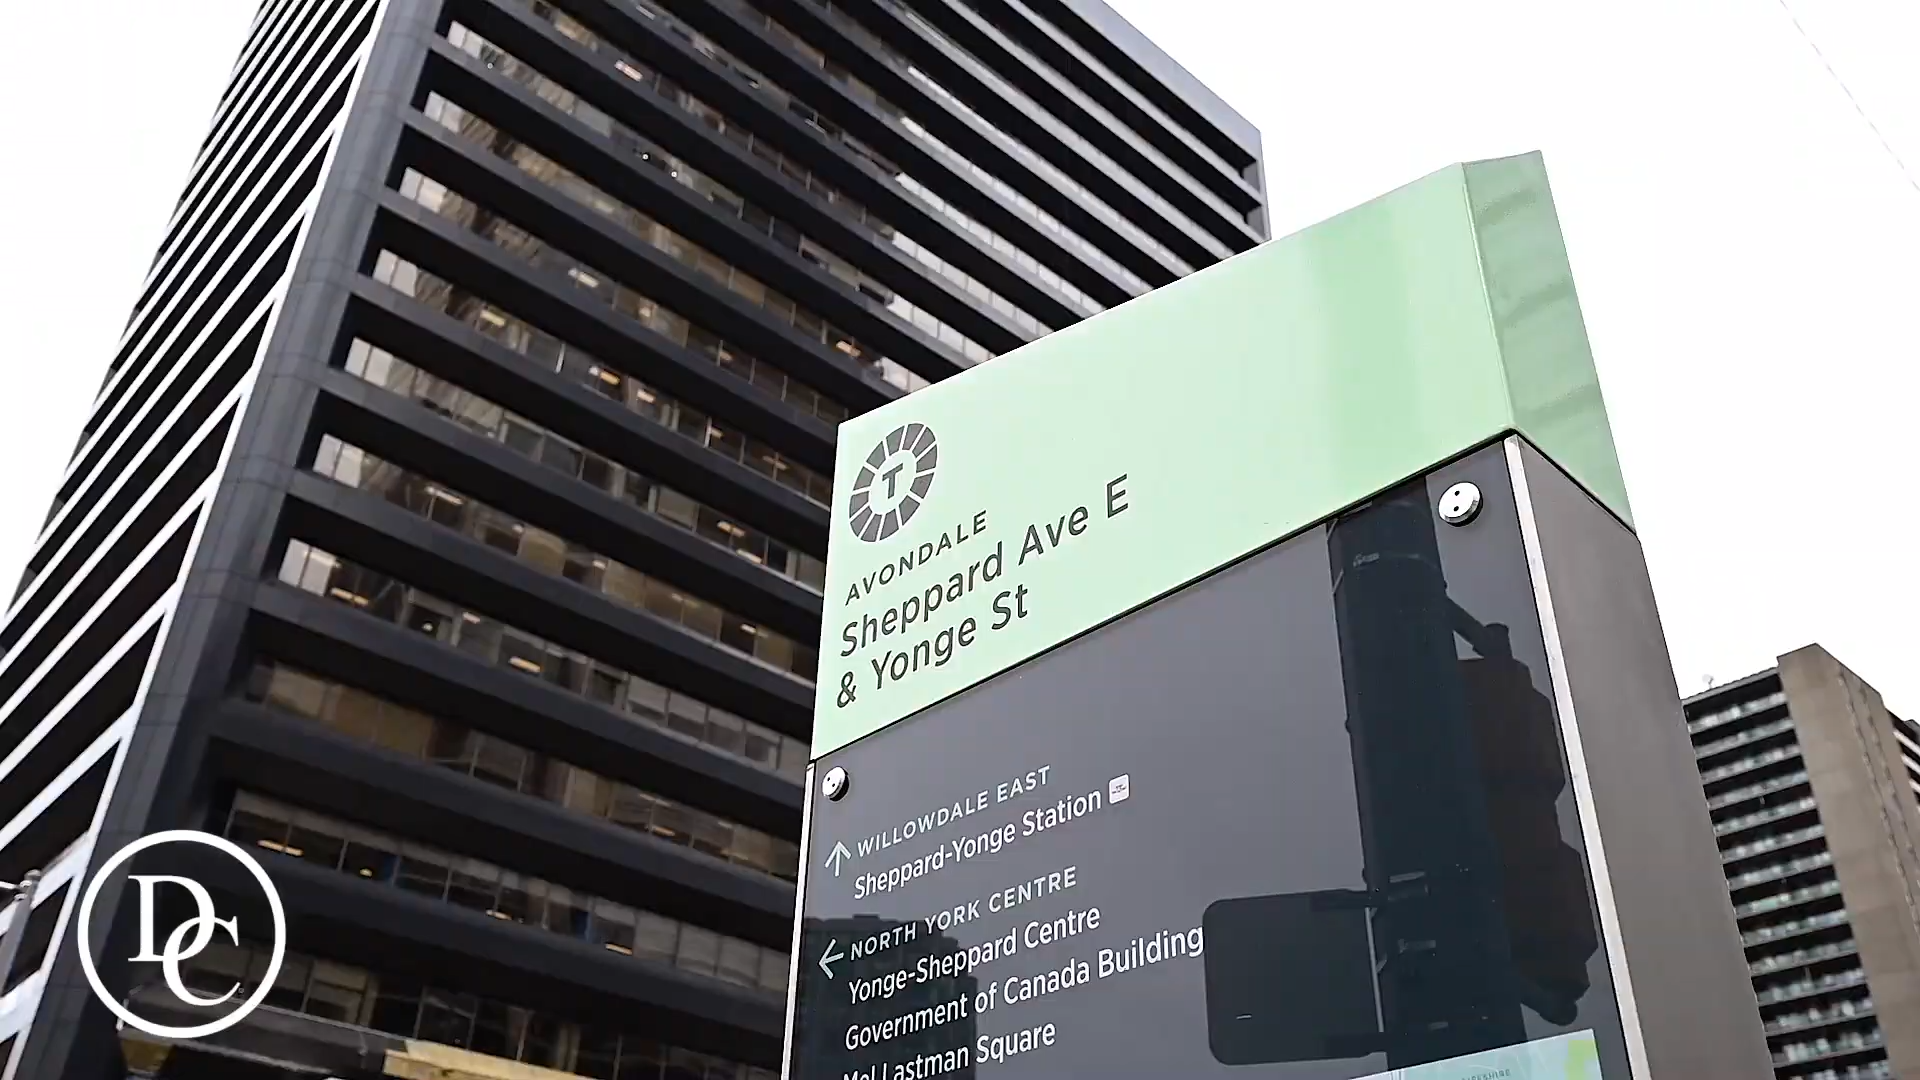 T
AVONDALE
Sheppard Ave E
& Yonge St
WILLOWDALE EAST
Sheppard-Yonge Station
NORTH YORK CENTRE
Yonge-Sheppard Centre
Government of Canada Building
Mel Lastman Square
DC